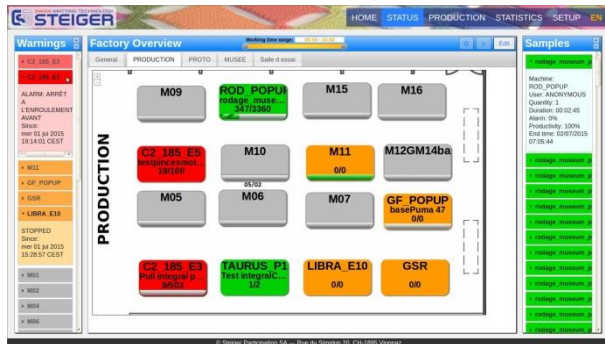 SWISS KNITTING TECHNOLOGY
STEIGER
HOME STATUS PRODUCTION STATISTICS SETUP EN
Warnings
C2_185_E3
C2_185_E5
ALARM: ARRÊT
A
L'ENROULEMENT
AVANT
Since:
mer 01 jui 2015
19:14:01 CEST
M11
GF_POPUP
GSR
LIBRA_E10
STOPPED
Since:
mer 01 jui 2015
15:28:57 CEST
M01
M02
M04
M06
Factory Overview
Working time range:
Edit
General PRODUCTION PROTO MUSEE Salle d essai
PRODUCTION
M09
ROD_POPUP
rodage_muse...
347/3360
M15
M16
C2_185_E5
testpincesmot...
19/100
M10
05/02
M11
0/0
M12GM14ba
M05
M06
M07
GF_POPUP
basePuma 47
0/0
C2_185_E3
Pull integral p...
9/503
TAURUS_P1
Test integralC...
1/2
LIBRA_E10
0/0
GSR
0/0
Samples
rodage_museum_p
Machine:
ROD_POPUP
User: ANONYMOUS
Quantity: 1
Duration: 00:02:45
Alarm: 0%
Productivity: 100%
End time: 02/07/2015
07:05:44
rodage_museum_p
rodage_museum_p
rodage_museum_p
rodage_museum_p
rodage_museum_p
rodage_museum_p
rodage_museum_p
rodage_museum_p
rodage_museum_p
rodage_museum_p
rodage_museum_p
© Steiger Participation SA — Rue du Simplon 20, CH-1895 Vionnaz